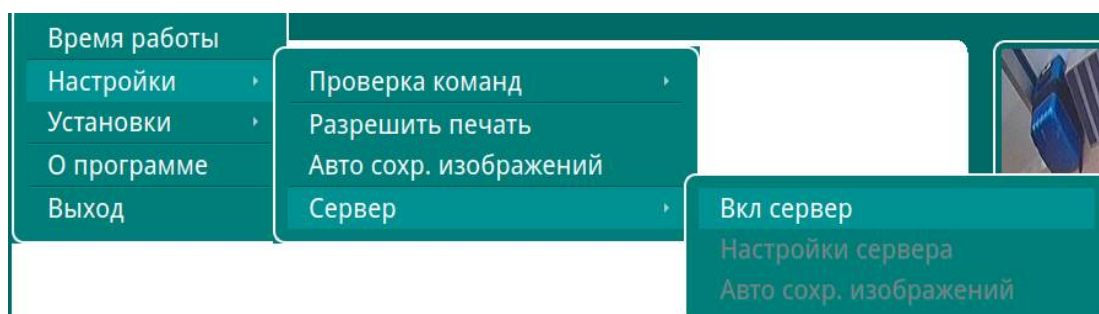 Время работы
Настройки
Установки
О программе
Выход
Проверка команд
Разрешить печать
Авто сохр. изображений
Сервер
Вкл сервер
Настройки сервера
Авто сохр. изображений